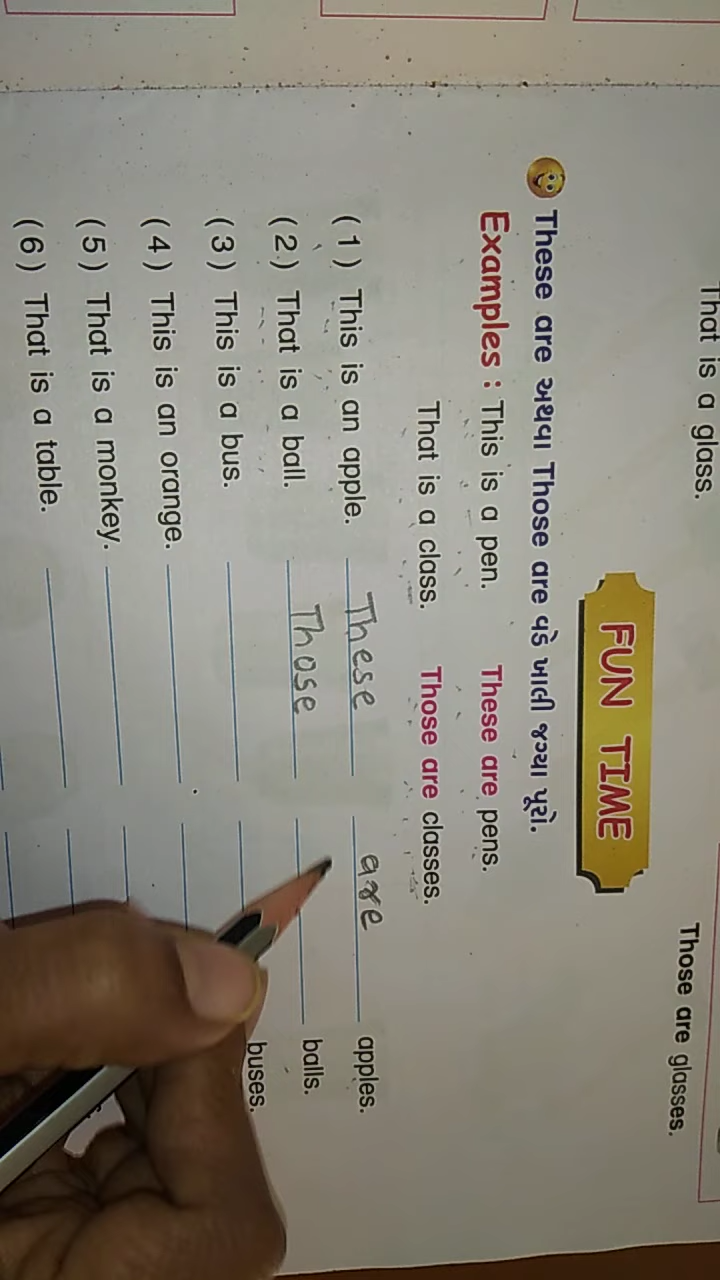 That is a glass. Those are glasses.
FUN TIME
These are અથવા Those are વડે ખાલી જગ્યા પૂરો.
Examples : This is a pen. These are pens.
That is a class. Those are classes.
(1) This is an apple. These are apples.
(2) That is a ball. Those balls.
(3) This is a bus. buses.
(4) This is an orange.
(5) That is a monkey.
(6) That is a table.